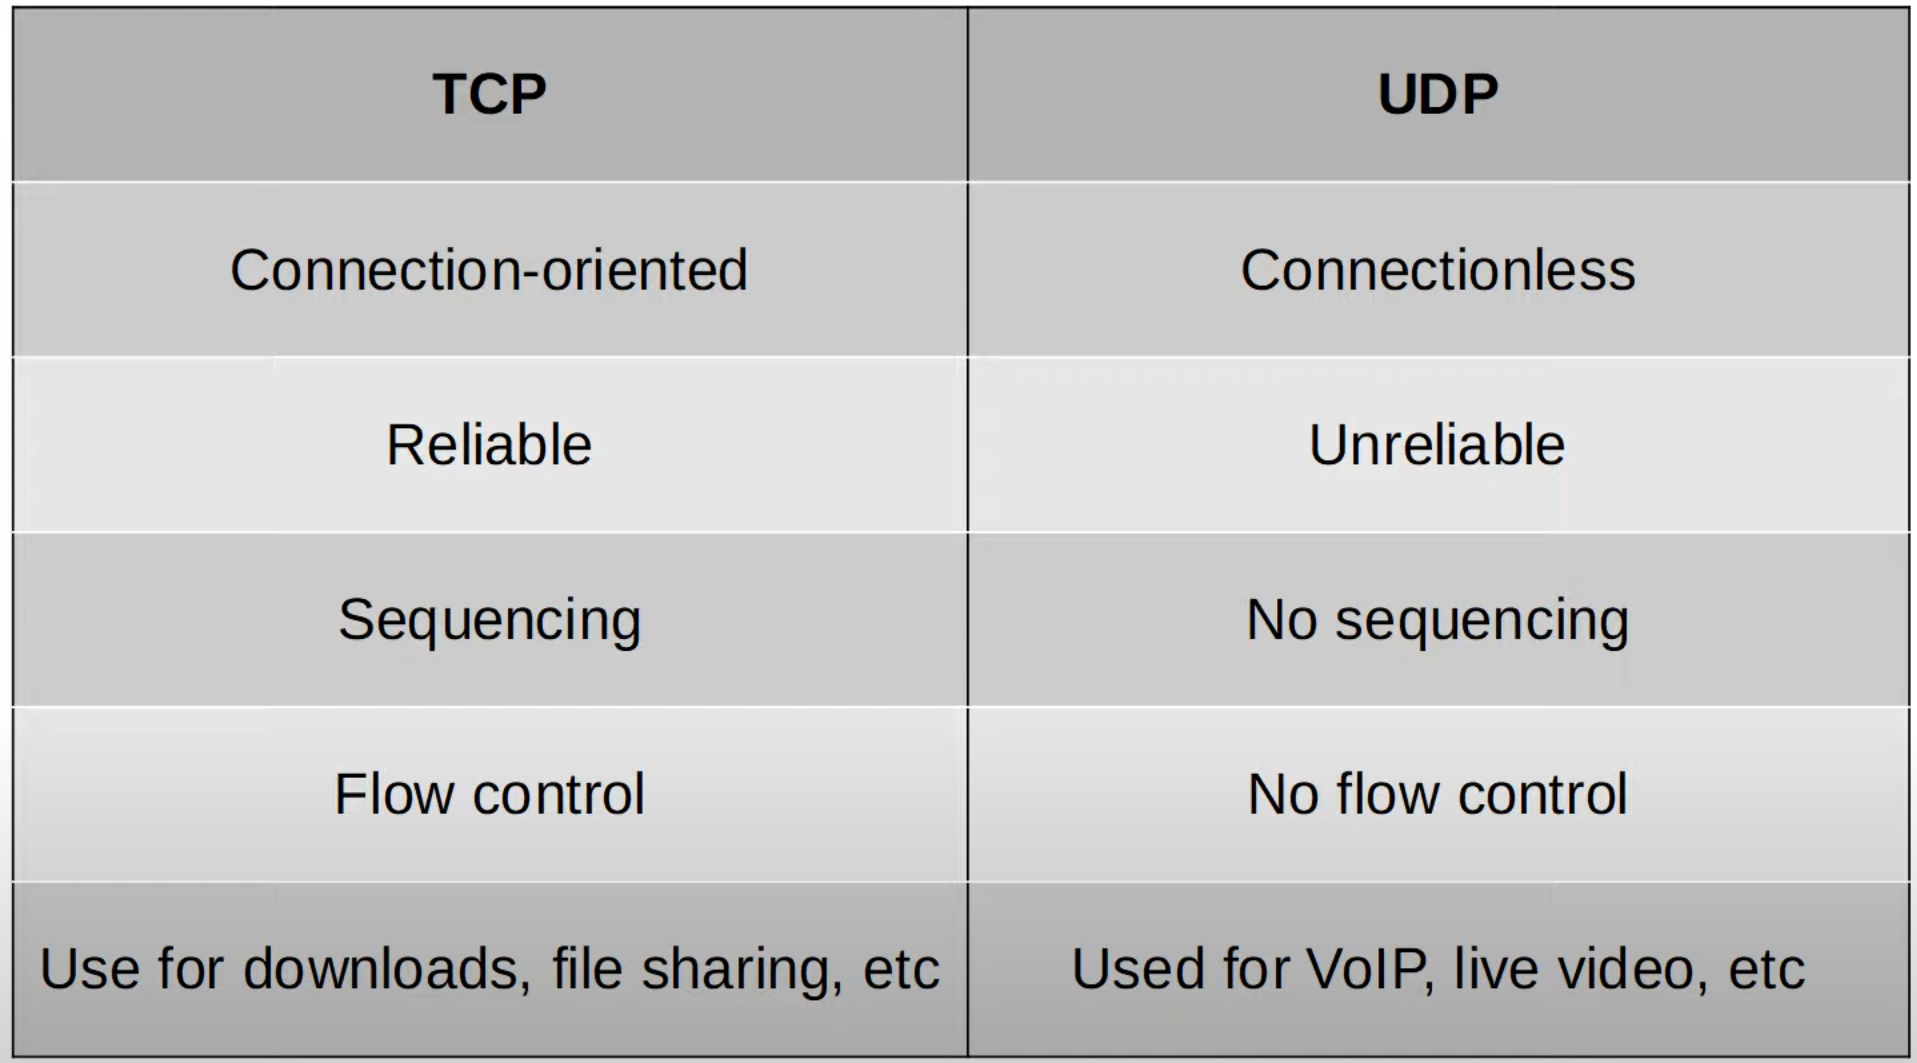 TCP
UDP
Connection-oriented
Connectionless
Reliable
Unreliable
Sequencing
No sequencing
Flow control
No flow control
Use for downloads, file sharing, etc
Used for VoIP, live video, etc